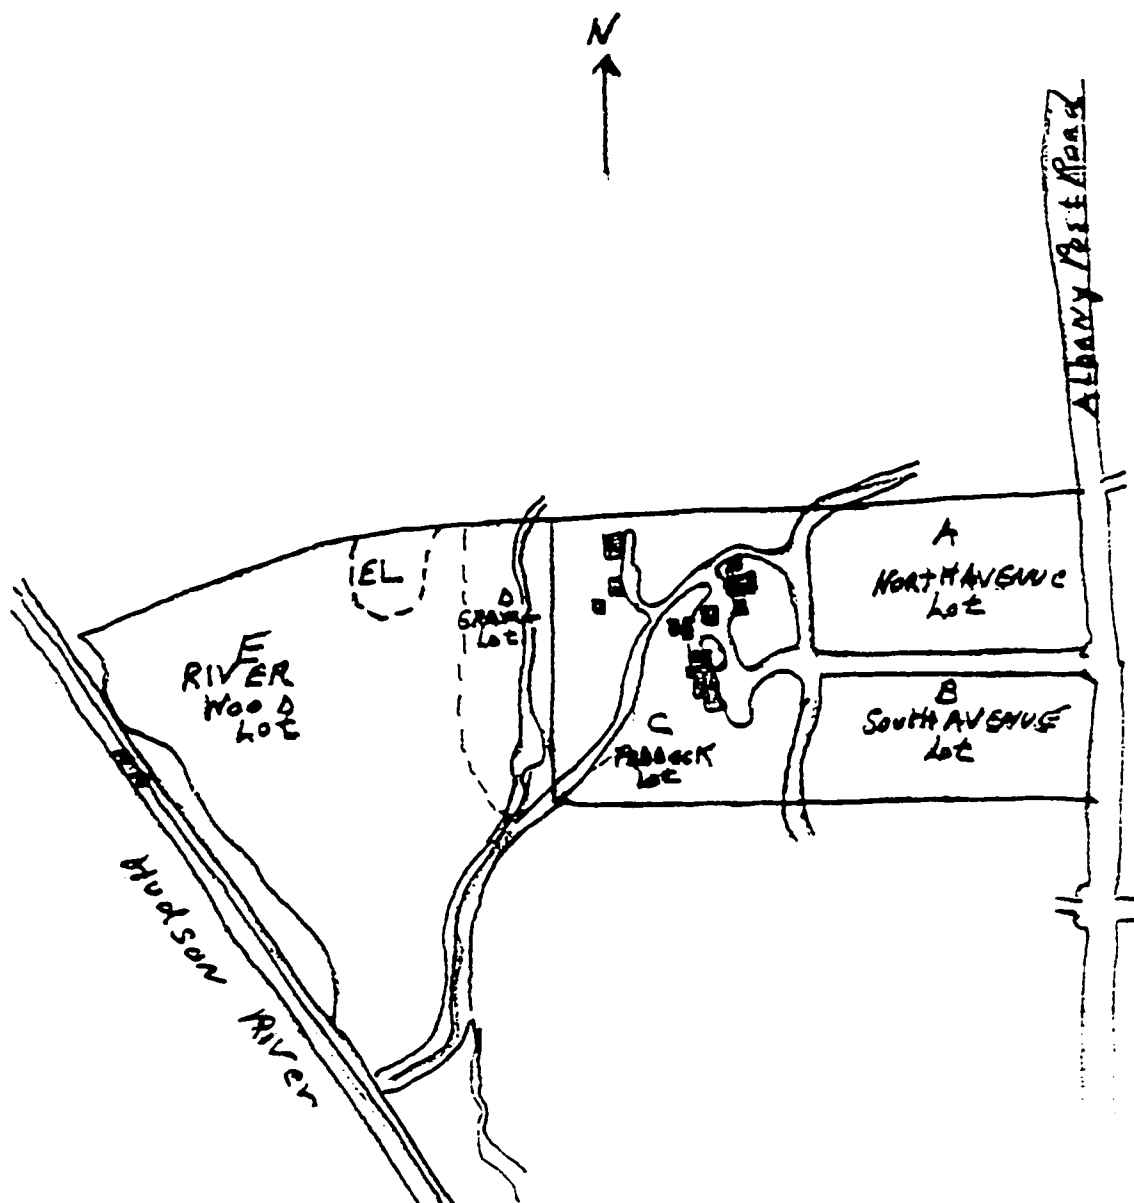 N
Albany Post Road
EL
A
NORTH AVENUE
Lot
D
GRAVEL
Lot
E
RIVER
WOOD
Lot
B
SOUTH AVENUE
Lot
C
PADDOCK
Lot
Hudson River